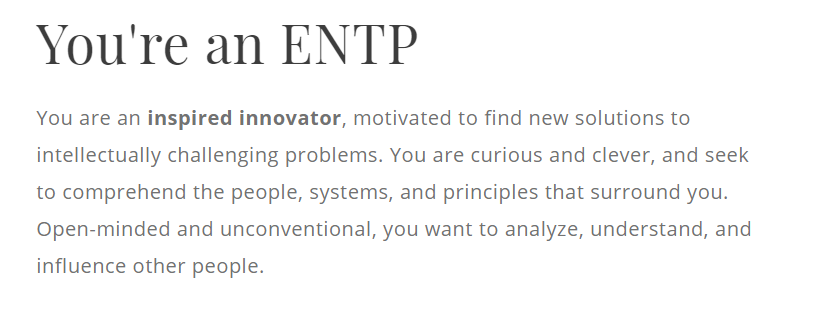 You're an ENTP
You are an inspired innovator, motivated to find new solutions to
intellectually challenging problems. You are curious and clever, and seek
to comprehend the people, systems, and principles that surround you.
Open-minded and unconventional, you want to analyze, understand, and
influence other people.